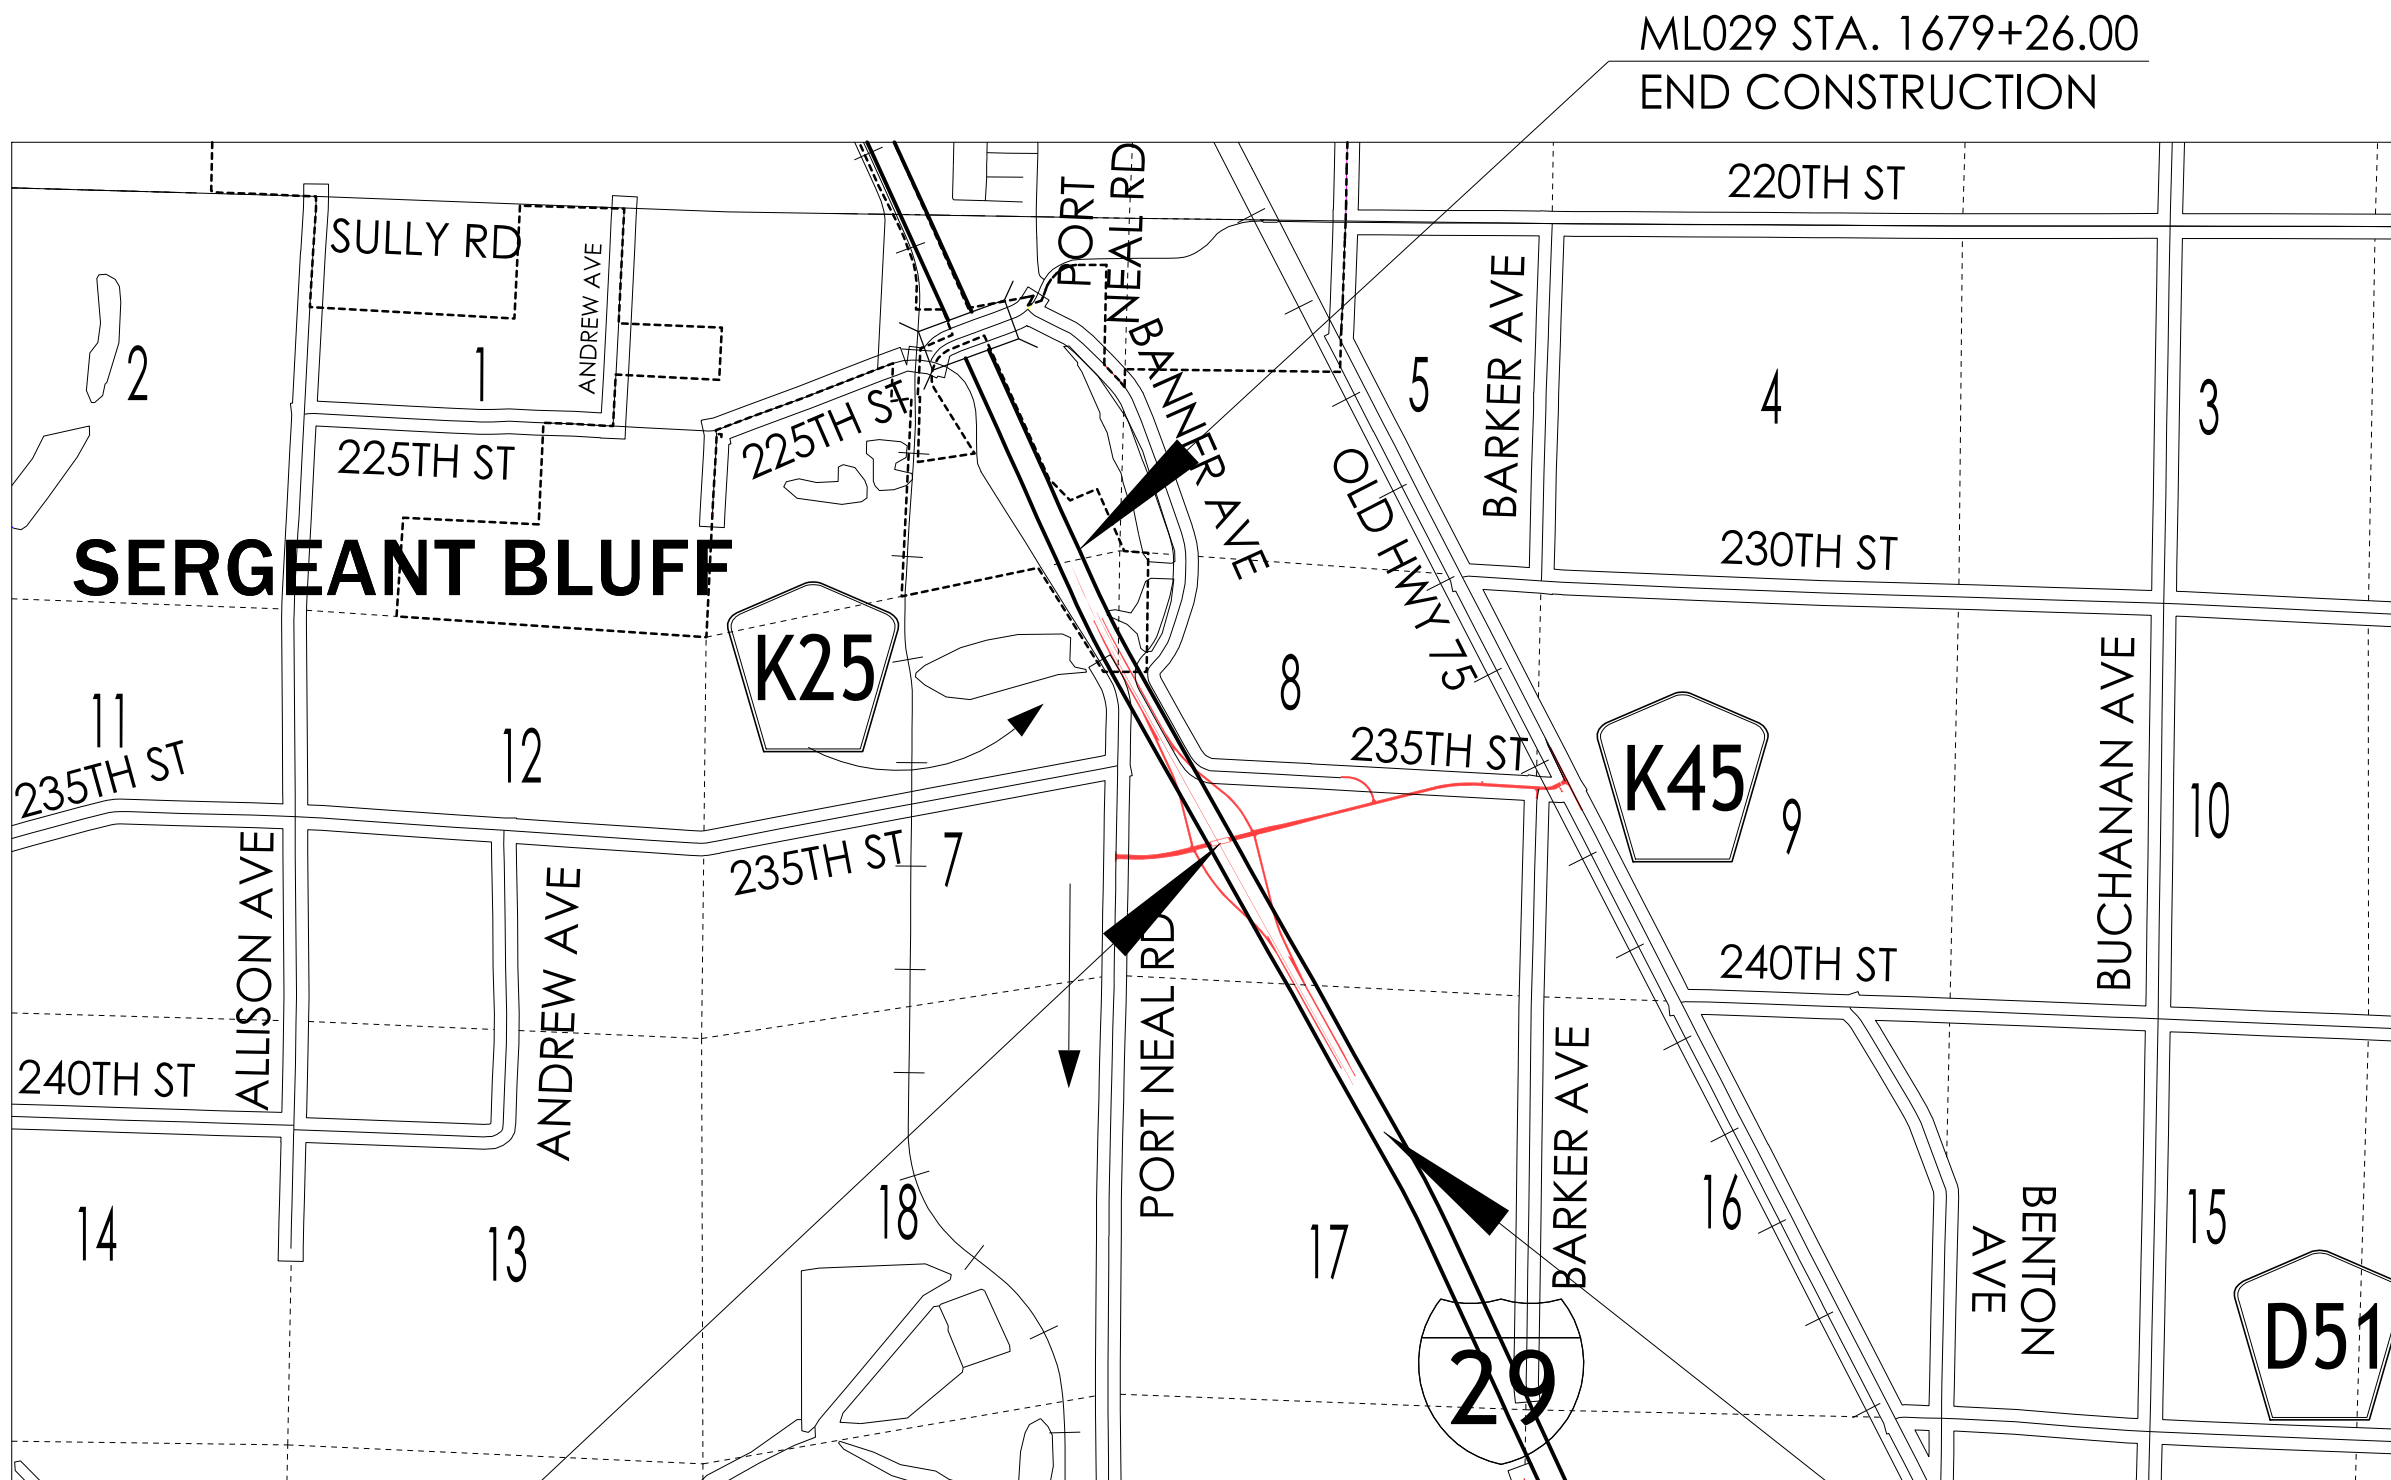 ML029 STA. 1679+26.00
END CONSTRUCTION
220TH ST
PORT
NEAL RD
SULLY RD
ANDREW AVE
BANNER AVE
BARKER AVE
2
1
5
4
3
225TH ST
225TH ST
OLD HWY 75
230TH ST
SERGEANT BLUFF
K25
8
11
12
235TH ST
235TH ST
K45
9
10
BUCHANAN AVE
235TH ST
7
ALLISON AVE
ANDREW AVE
PORT NEAL RD
240TH ST
240TH ST
BARKER AVE
14
13
18
17
16
BENTON
AVE
15
D51
29